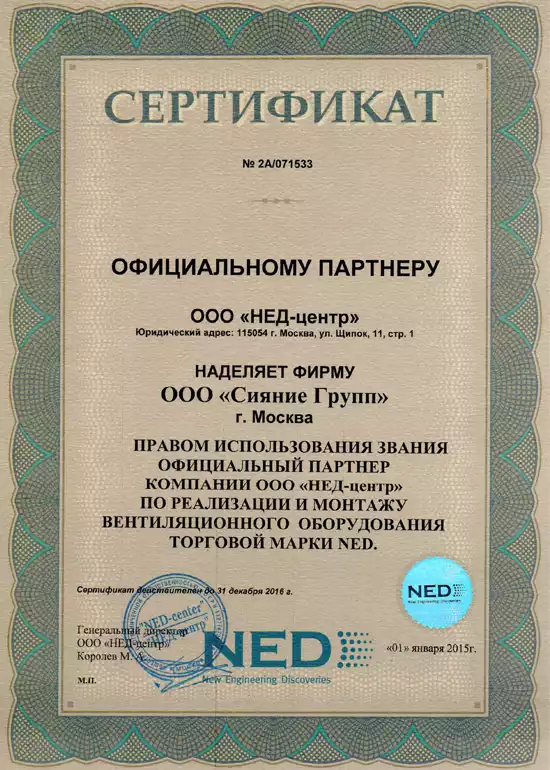 СЕРТИФИКАТ
№ 2А/071533
ОФИЦИАЛЬНОМУ ПАРТНЕРУ
ООО «НЕД-центр»
Юридический адрес: 115054 г. Москва, ул. Щипок, 11, стр. 1
НАДЕЛЯЕТ ФИРМУ
ООО «Сияние Групп»
г. Москва
ПРАВОМ ИСПОЛЬЗОВАНИЯ ЗВАНИЯ
ОФИЦИАЛЬНЫЙ ПАРТНЕР
КОМПАНИИ ООО «НЕД-центр»
ПО РЕАЛИЗАЦИИ И МОНТАЖУ
ВЕНТИЛЯЦИОННОГО ОБОРУДОВАНИЯ
ТОРГОВОЙ МАРКИ NED.
NED
New Engineering Discoveries
Сертификат действителен до 31 декабря 2016 г.
"NED-center"
"НЕД-центр"
Генеральный директор
ООО «НЕД-центр»
Королев М. А.
М.П.
NED
New Engineering Discoveries
«01» января 2015г.